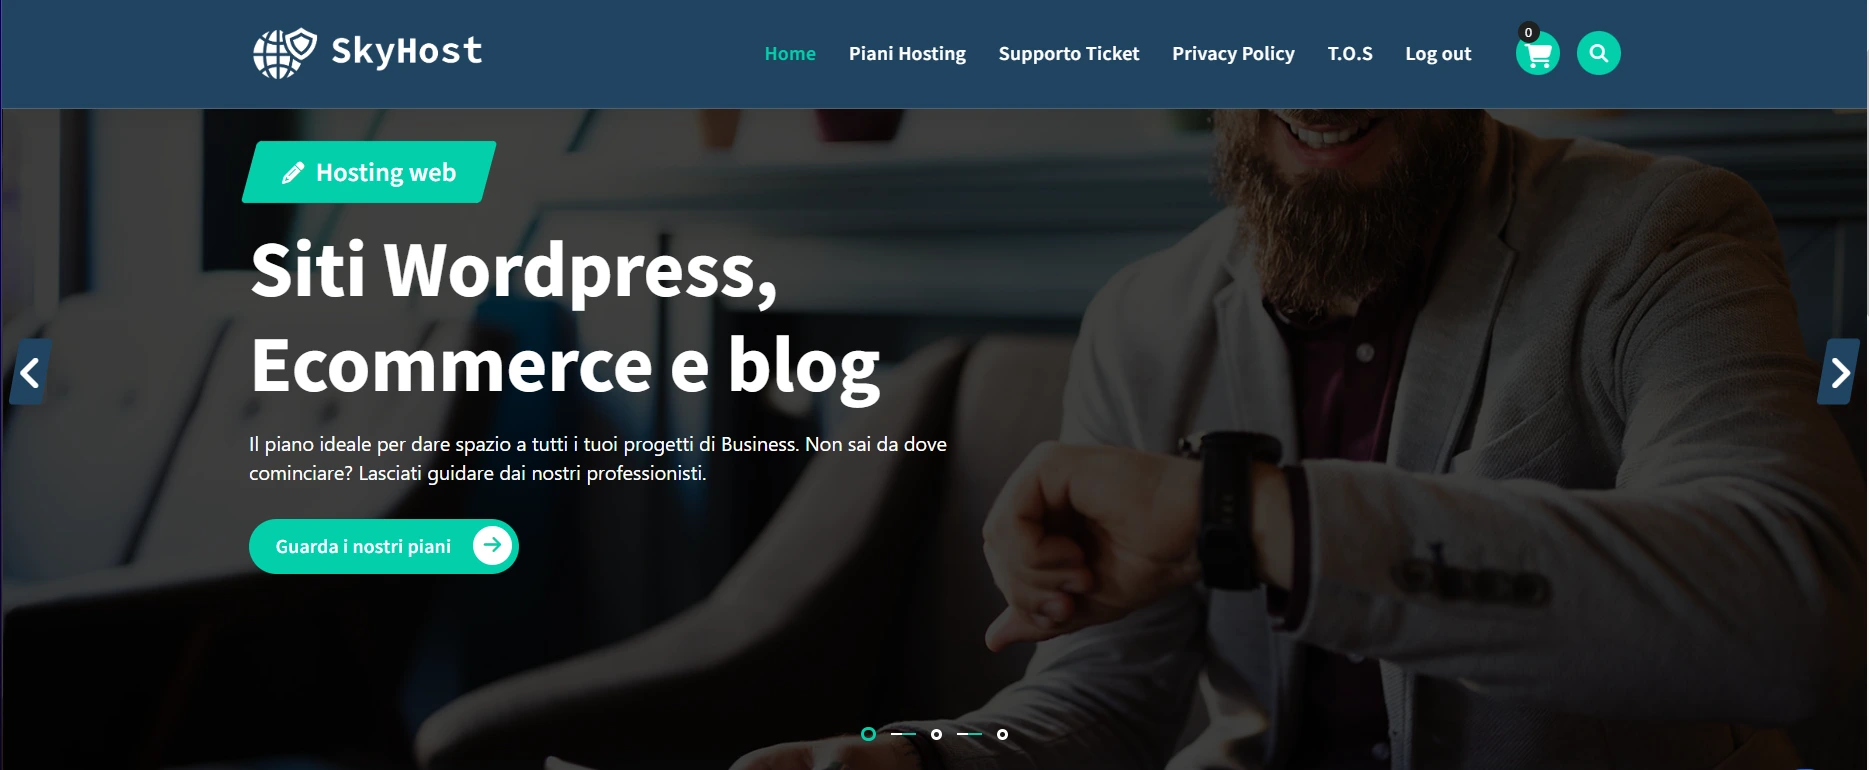 SkyHost
Home Piani Hosting Supporto Ticket Privacy Policy T.O.S Log out 0
Hosting web
Siti Wordpress,
Ecommerce e blog
Il piano ideale per dare spazio a tutti i tuoi progetti di Business. Non sai da dove
cominciare? Lasciati guidare dai nostri professionisti.
Guarda i nostri piani